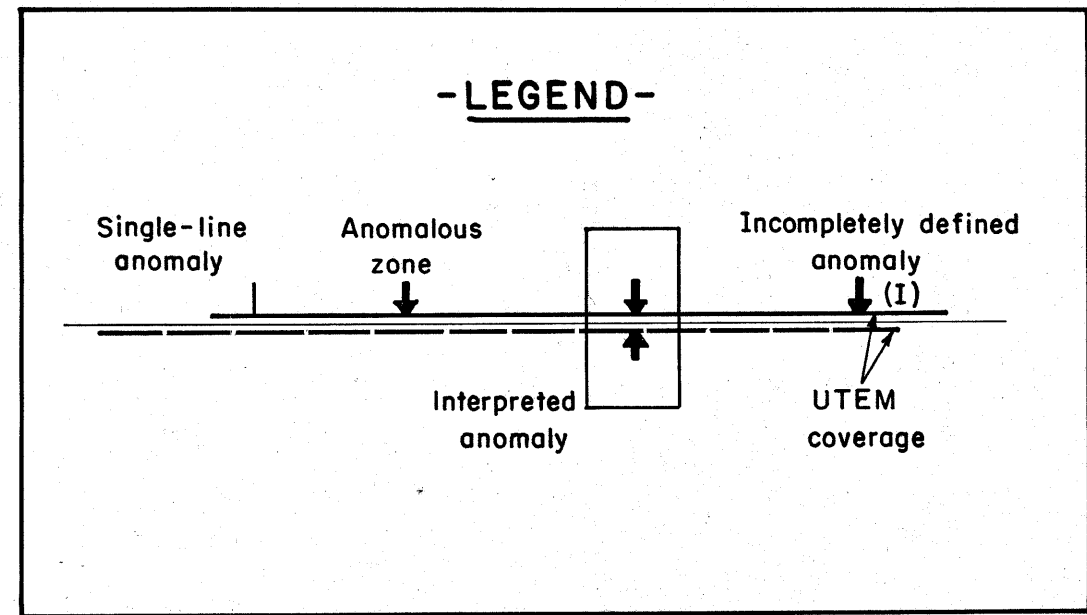 -LEGEND-
Single-line
anomaly
Anomalous
zone
Incompletely defined
anomaly
(I)
Interpreted
anomaly
UTEM
coverage